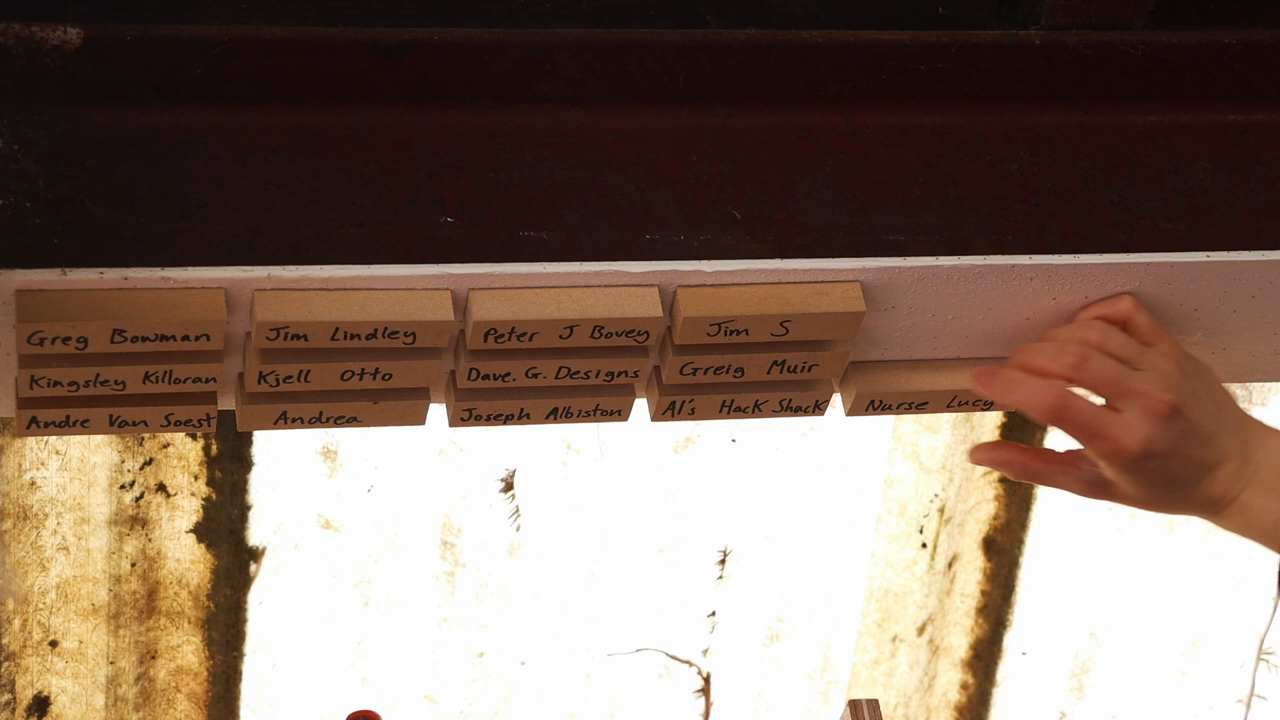 Greg Bowman
Kingsley Killoran
Andre Van Soest
Jim Lindley
Kjell Otto
Andrea
Peter J Bovey
Dave. G. Designs
Joseph Albiston
Jim S
Greig Muir
Al's Hack Shack
Nurse Lucy